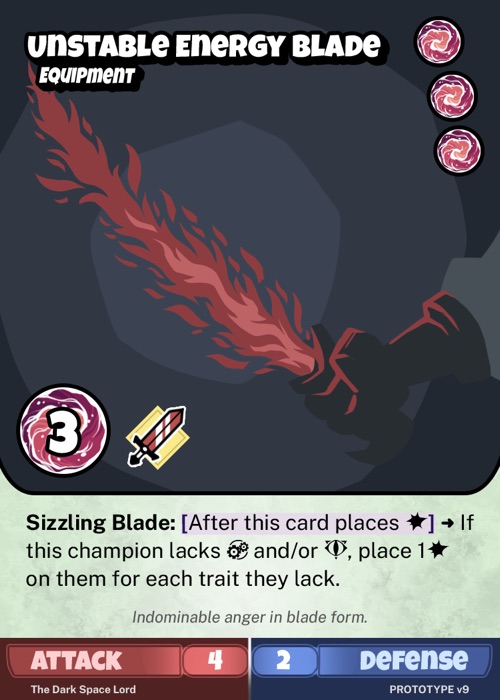 Unstable Energy Blade
Equipment
3
Sizzling Blade: [After this card places ] → If
this champion lacks and/or , place 1
on them for each trait they lack.
Indominable anger in blade form.
ATTACK 4 2 DEFENSE
The Dark Space Lord PROTOTYPE v9